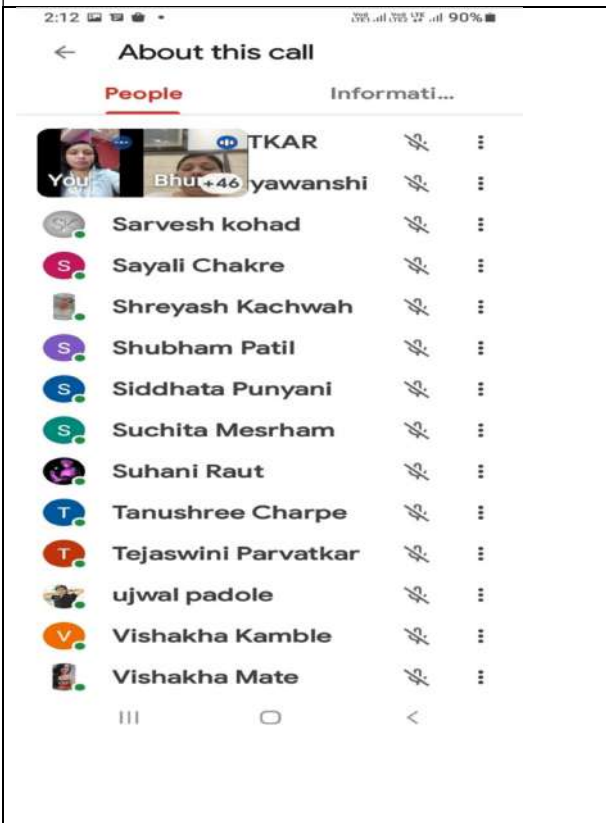 2:12 90%
← About this call
People Informati...
TKAR
You Bhu +46 yawanshi
Sarvesh kohad
S Sayali Chakre
Shreyash Kachwah
S Shubham Patil
S Siddhata Punyani
S Suchita Mesrham
Suhani Raut
T Tanushree Charpe
T Tejaswini Parvatkar
ujwal padole
V Vishakha Kamble
Vishakha Mate